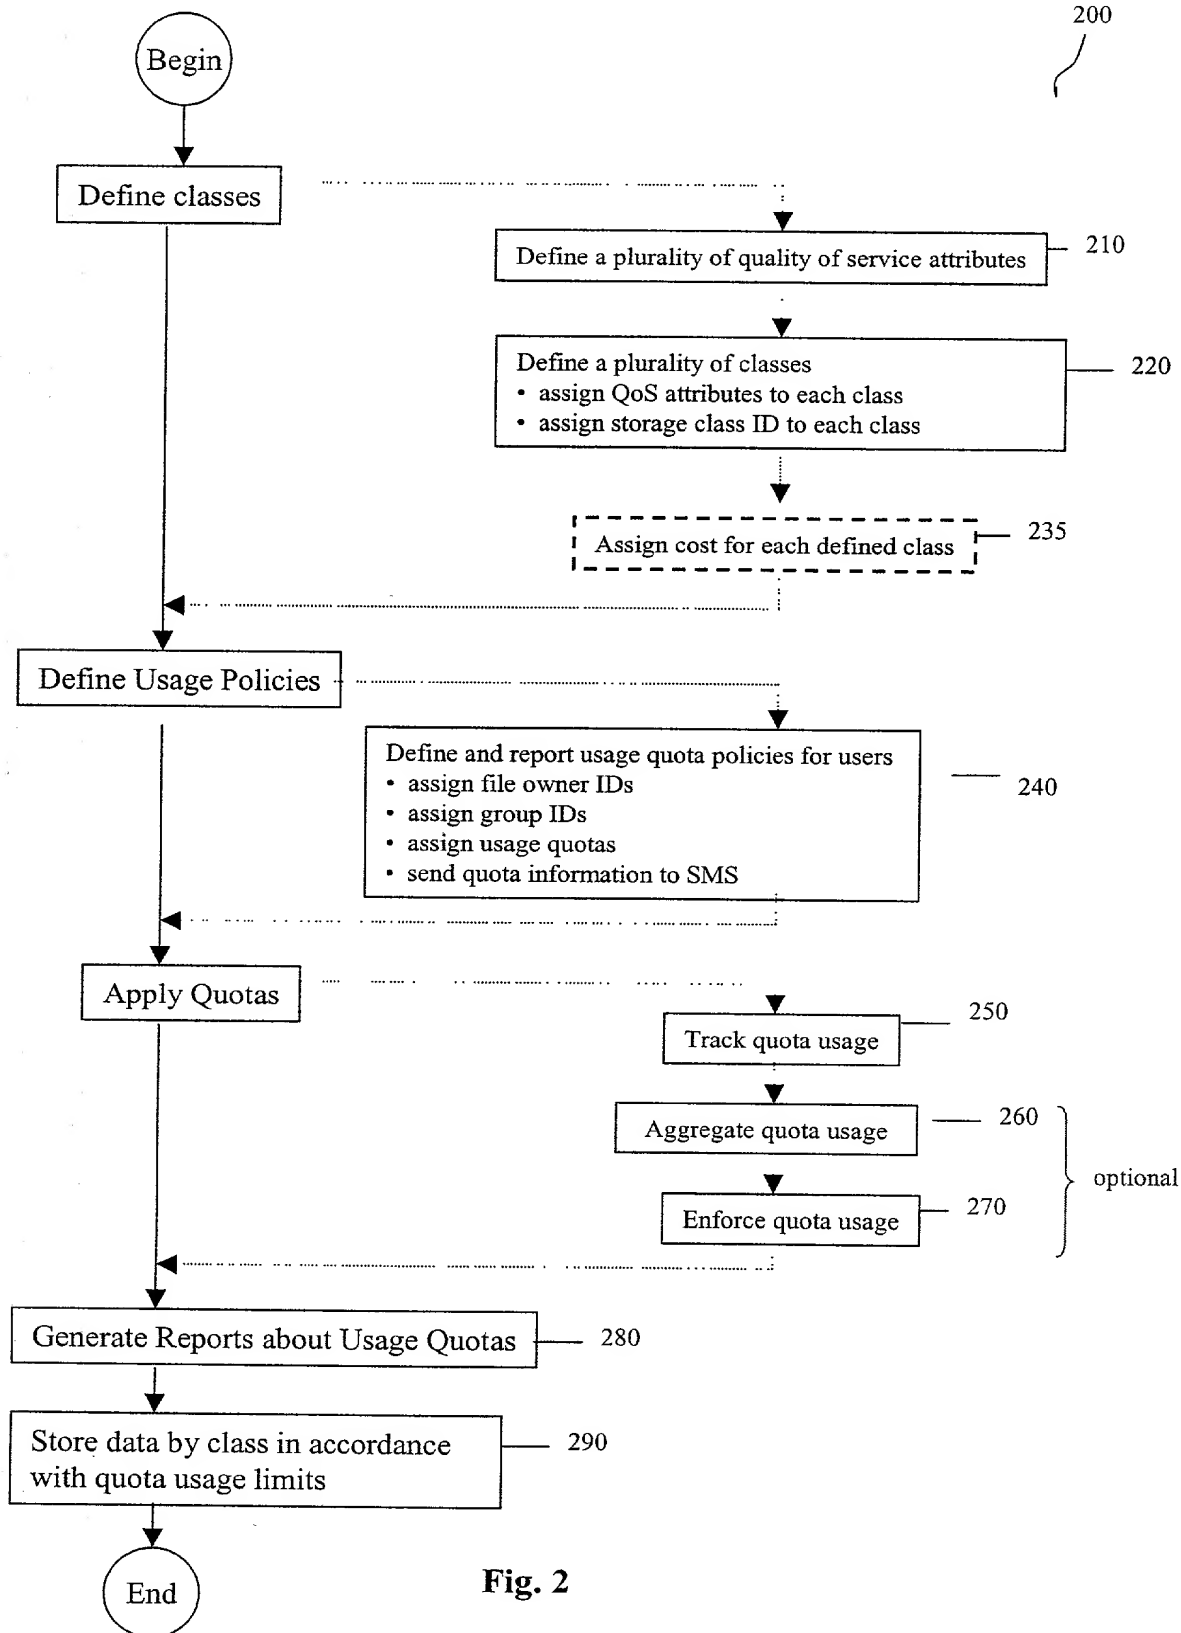 200
Begin
Define classes
Define a plurality of quality of service attributes
210
Define a plurality of classes
• assign QoS attributes to each class
• assign storage class ID to each class
220
Assign cost for each defined class
235
Define Usage Policies
Define and report usage quota policies for users
• assign file owner IDs
• assign group IDs
• assign usage quotas
• send quota information to SMS
240
Apply Quotas
Track quota usage
250
Aggregate quota usage
260
optional
Enforce quota usage
270
Generate Reports about Usage Quotas
280
Store data by class in accordance
with quota usage limits
290
End
Fig. 2